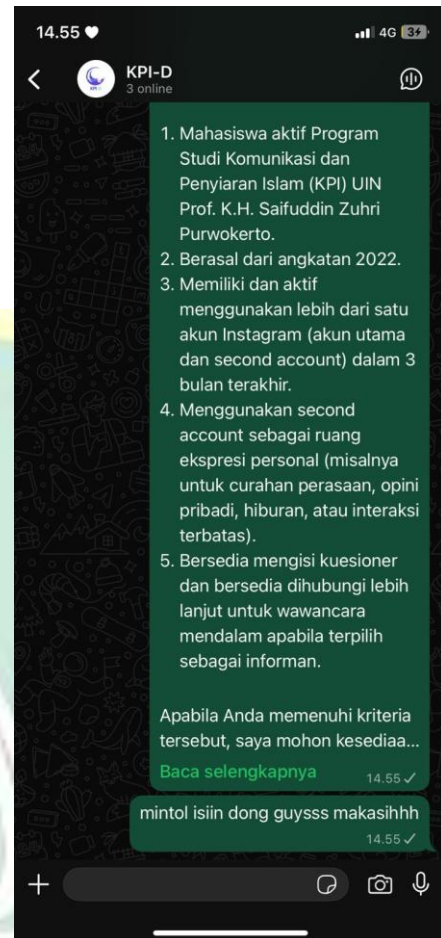 14.55
4G 34
KPI-D
3 online
1. Mahasiswa aktif Program
Studi Komunikasi dan
Penyiaran Islam (KPI) UIN
Prof. K.H. Saifuddin Zuhri
Purwokerto.
2. Berasal dari angkatan 2022.
3. Memiliki dan aktif
menggunakan lebih dari satu
akun Instagram (akun utama
dan second account) dalam 3
bulan terakhir.
4. Menggunakan second
account sebagai ruang
ekspresi personal (misalnya
untuk curahan perasaan, opini
pribadi, hiburan, atau interaksi
terbatas).
5. Bersedia mengisi kuesioner
dan bersedia dihubungi lebih
lanjut untuk wawancara
mendalam apabila terpilih
sebagai informan.
Apabila Anda memenuhi kriteria
tersebut, saya mohon kesediaa...
Baca selengkapnya
14.55
mintol isiin dong guysss makasihhh
14.55